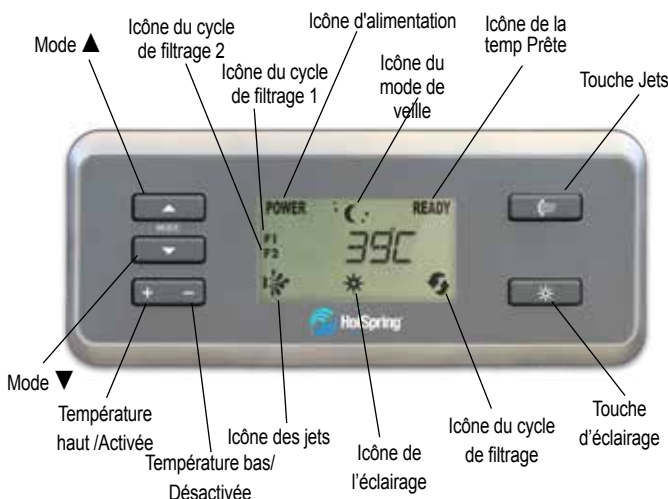 Mode ▲
Icône du cycle
de filtrage 2
Icône d'alimentation
Icône de la
temp Prête
Icône du cycle
de filtrage 1
Icône du
mode de
veille
Touche Jets
POWER
READY
MODE
F1
F2
39C
+ −
HotSpring
Mode ▼
Température
haut /Activée
Température bas/
Désactivée
Icône des jets
Icône de
l'éclairage
Icône du cycle
de filtrage
Touche
d'éclairage